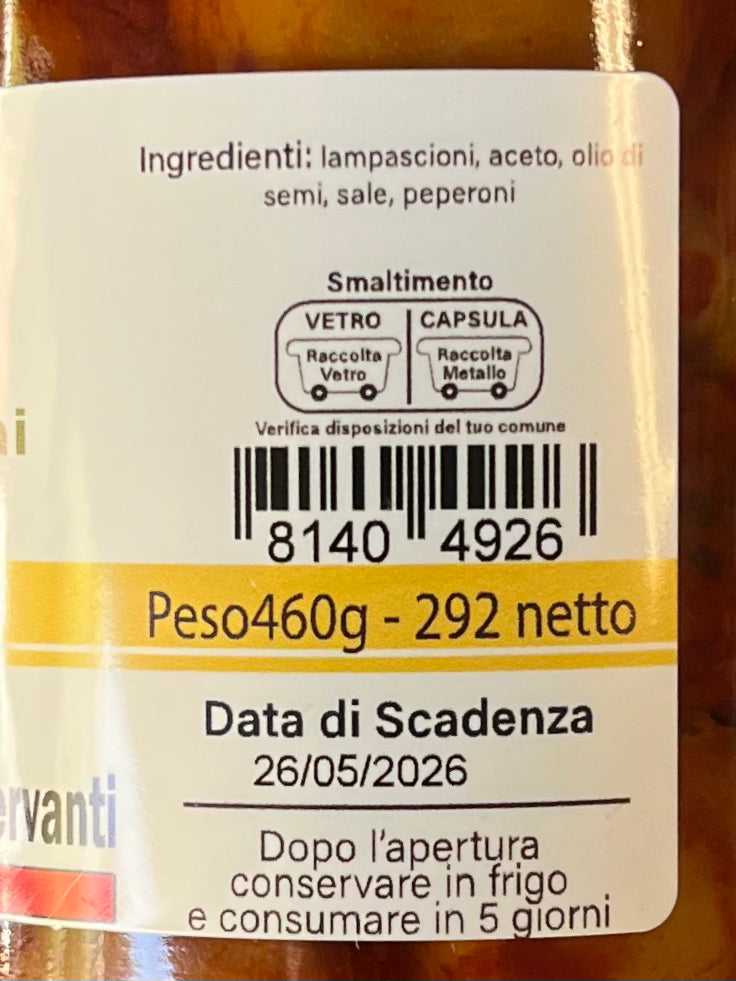 Ingredienti: lampascioni, aceto, olio di
semi, sale, peperoni
Smaltimento
VETRO CAPSULA
Raccolta Raccolta
Vetro Metallo
Verifica disposizioni del tuo comune
8140 4926
Peso460g - 292 netto
Data di Scadenza
26/05/2026
Dopo l'apertura
conservare in frigo
e consumare in 5 giorni